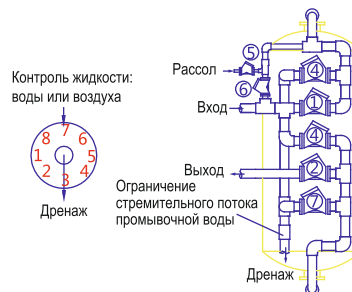 Контроль жидкости:
воды или воздуха
7
8 6
1 5
2 4
3
Дренаж
5
Рассол
4
6
Вход
1
4
Выход
2
Ограничение
стремительного потока
промывочной воды
7
Дренаж